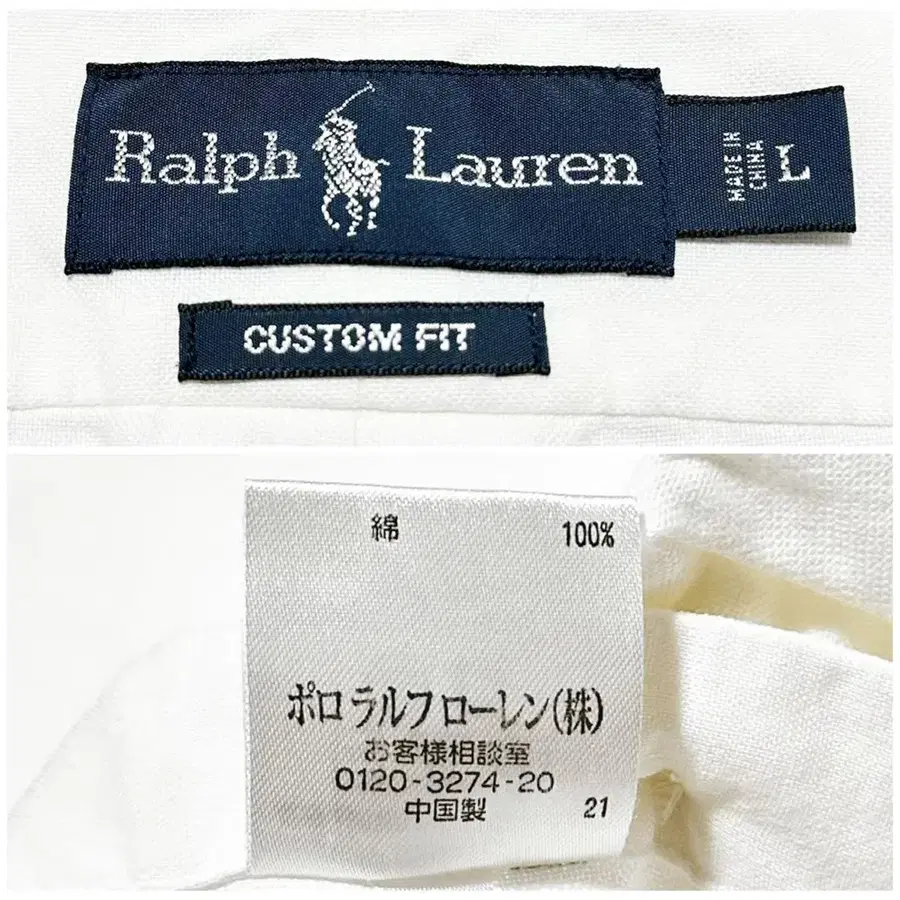 Ralph Lauren
MADE IN
CHINA
L
CUSTOM FIT
綿 100%
ポロ ラルフ ローレン(株)
お客様相談室
0120-3274-20
中国製 21